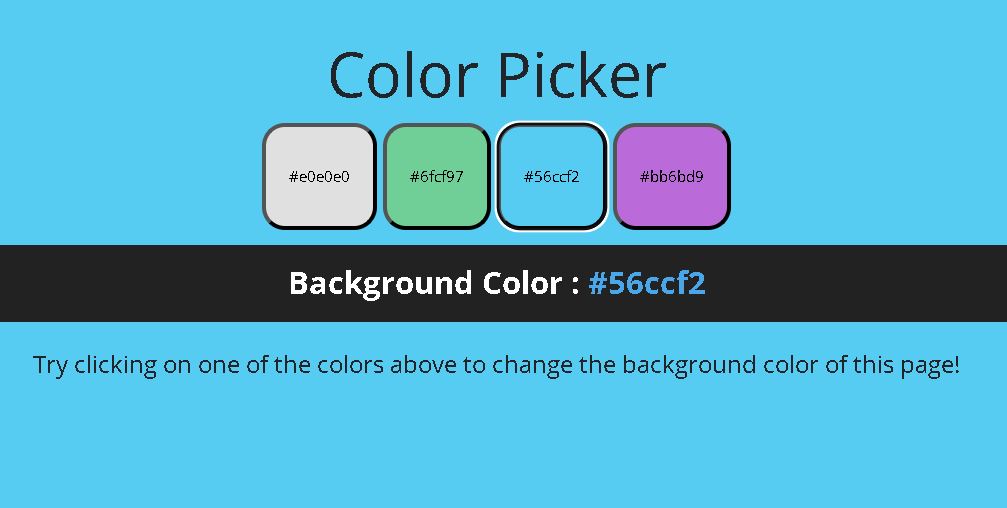 Color Picker
#e0e0e0 #6fcf97 #56ccf2 #bb6bd9
Background Color : #56ccf2
Try clicking on one of the colors above to change the background color of this page!